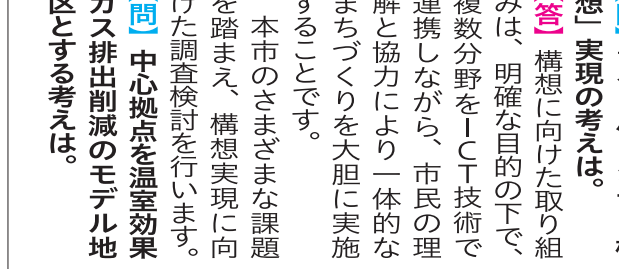 想」実現の考えは。
【答】構想に向けた取り組
みは、明確な目的の下で、
複数分野をICT技術で
連携しながら、市民の理
解と協力により一体的な
まちづくりを大胆に実施
することです。
本市のさまざまな課題
を踏まえ、構想実現に向
けた調査検討を行います。
【問】中心拠点を温室効果
ガス排出削減のモデル地
区とする考えは。